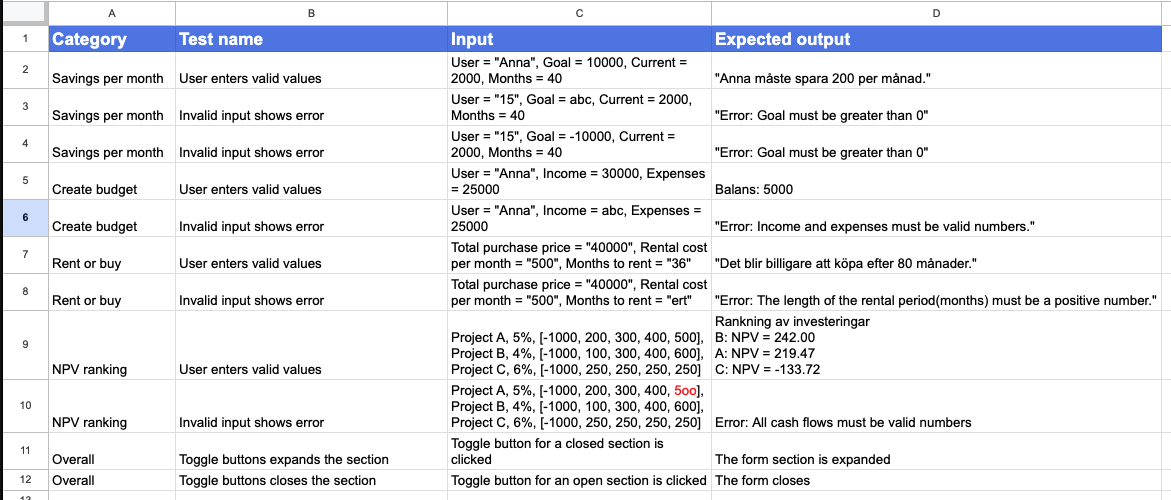 A B C D
1 Category Test name Input Expected output
2 Savings per month User enters valid values User = "Anna", Goal = 10000, Current =
2000, Months = 40 "Anna måste spara 200 per månad."
3 Savings per month Invalid input shows error User = "15", Goal = abc, Current = 2000,
Months = 40 "Error: Goal must be greater than 0"
4 Savings per month Invalid input shows error User = "15", Goal = -10000, Current =
2000, Months = 40 "Error: Goal must be greater than 0"
5 Create budget User enters valid values User = "Anna", Income = 30000, Expenses
= 25000 Balans: 5000
6 Create budget Invalid input shows error User = "Anna", Income = abc, Expenses =
25000 "Error: Income and expenses must be valid numbers."
7 Rent or buy User enters valid values Total purchase price = "40000", Rental cost
per month = "500", Months to rent = "36" "Det blir billigare att köpa efter 80 månader."
8 Rent or buy Invalid input shows error Total purchase price = "40000", Rental cost
per month = "500", Months to rent = "ert" "Error: The length of the rental period(months) must be a positive number."
9 NPV ranking User enters valid values Project A, 5%, [-1000, 200, 300, 400, 500],
Project B, 4%, [-1000, 100, 300, 400, 600],
Project C, 6%, [-1000, 250, 250, 250, 250] Rankning av investeringar
B: NPV = 242.00
A: NPV = 219.47
C: NPV = -133.72
10 NPV ranking Invalid input shows error Project A, 5%, [-1000, 200, 300, 400, 5oo],
Project B, 4%, [-1000, 100, 300, 400, 600],
Project C, 6%, [-1000, 250, 250, 250, 250] Error: All cash flows must be valid numbers
11 Overall Toggle buttons expands the section Toggle button for a closed section is
clicked The form section is expanded
12 Overall Toggle buttons closes the section Toggle button for an open section is clicked The form closes